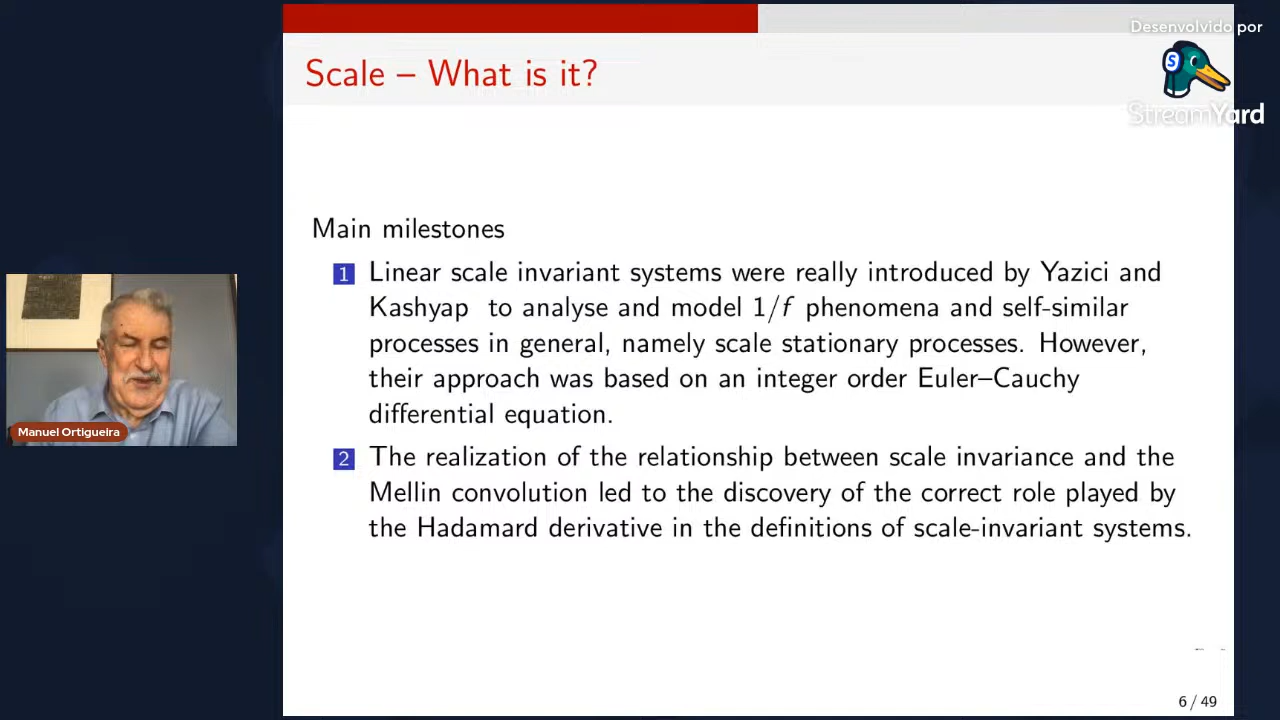 Desenvolvido por
StreamYard
Scale – What is it?
Main milestones
1 Linear scale invariant systems were really introduced by Yazici and
Kashyap to analyse and model 1/f phenomena and self-similar
processes in general, namely scale stationary processes. However,
their approach was based on an integer order Euler–Cauchy
differential equation.
2 The realization of the relationship between scale invariance and the
Mellin convolution led to the discovery of the correct role played by
the Hadamard derivative in the definitions of scale-invariant systems.
Manuel Ortigueira
6 / 49